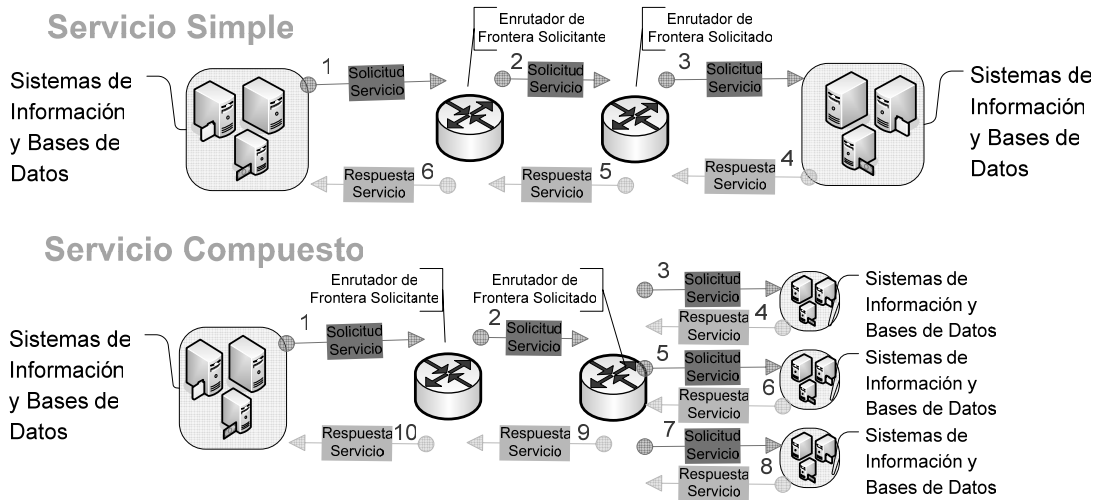 Servicio Simple
Enrutador de
Frontera Solicitante
Enrutador de
Frontera Solicitado
Sistemas de
Información
y Bases de
Datos
1
Solicitud
Servicio
2
Solicitud
Servicio
3
Solicitud
Servicio
Sistemas de
Información
y Bases de
Datos
Respuesta
Servicio
6
Respuesta
Servicio
5
Respuesta
Servicio
4
Servicio Compuesto
Enrutador de
Frontera Solicitante
Enrutador de
Frontera Solicitado
Sistemas de
Información
y Bases de
Datos
1
Solicitud
Servicio
2
Solicitud
Servicio
3
Solicitud
Servicio
Respuesta
Servicio
4
Sistemas de
Información y
Bases de Datos
5
Solicitud
Servicio
Respuesta
Servicio
6
Sistemas de
Información y
Bases de Datos
7
Solicitud
Servicio
Respuesta
Servicio
8
Sistemas de
Información y
Bases de Datos
Respuesta
Servicio
10
Respuesta
Servicio
9